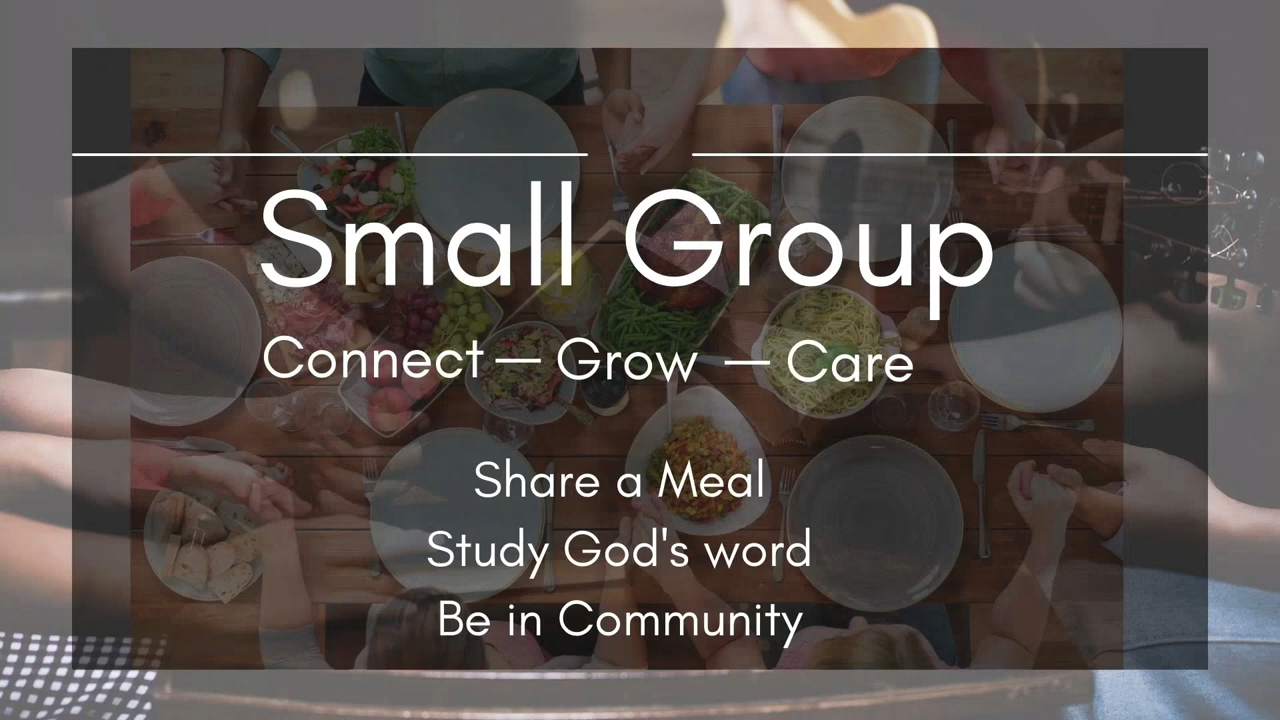 Small Group
Connect — Grow — Care
Share a Meal
Study God's word
Be in Community